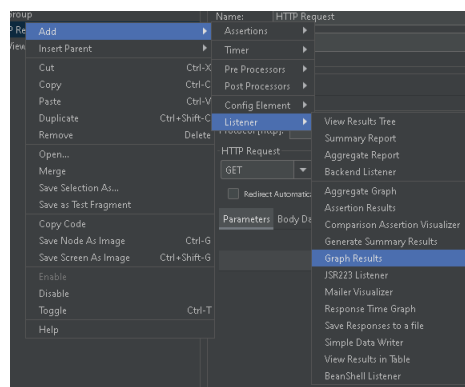 Group
Name: HTTP Request
Add
Assertions
Insert Parent
Timer
Cut Ctrl-X
Pre Processors
Copy Ctrl-C
Post Processors
Paste Ctrl-V
Config Element
Duplicate Ctrl+Shift-C
Listener
View Results Tree
Remove Delete
Protocol [http]:
Summary Report
Open...
HTTP Request
Aggregate Report
Merge
GET
Backend Listener
Save Selection As...
Redirect Automatica
Aggregate Graph
Save as Test Fragment
Assertion Results
Copy Code
Parameters Body Da
Comparison Assertion Visualizer
Save Node As Image Ctrl-G
Generate Summary Results
Save Screen As Image Ctrl+Shift-G
Graph Results
Enable
JSR223 Listener
Disable
Mailer Visualizer
Toggle Ctrl-T
Response Time Graph
Help
Save Responses to a file
Simple Data Writer
View Results in Table
BeanShell Listener